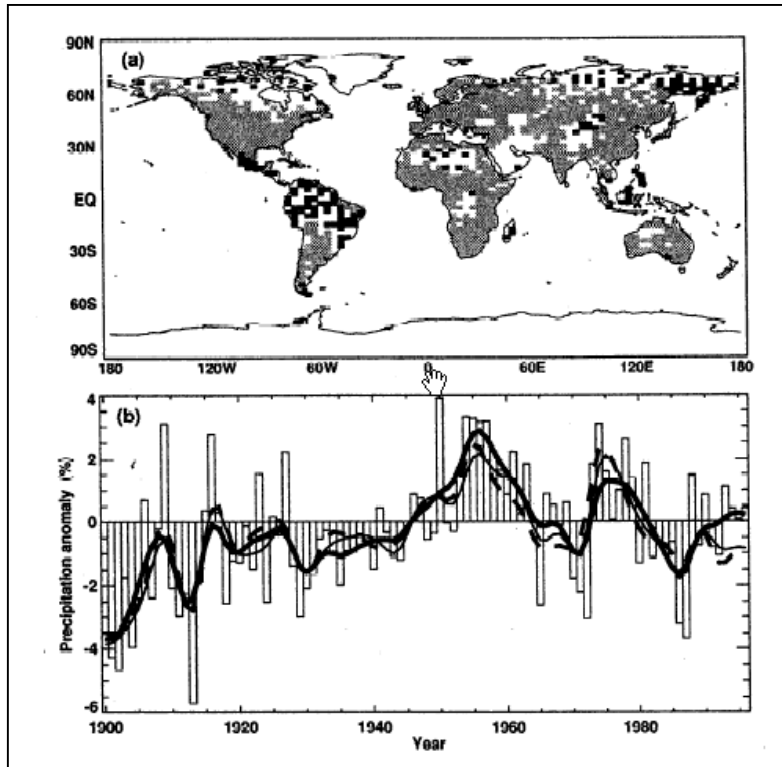 (a)
90N
60N
30N
EQ
30S
60S
90S
180 120W 60W 0 60E 120E 180
(b)
Precipitation anomaly (%)
4
2
0
-2
-4
-6
1900 1920 1940 1960 1980
Year